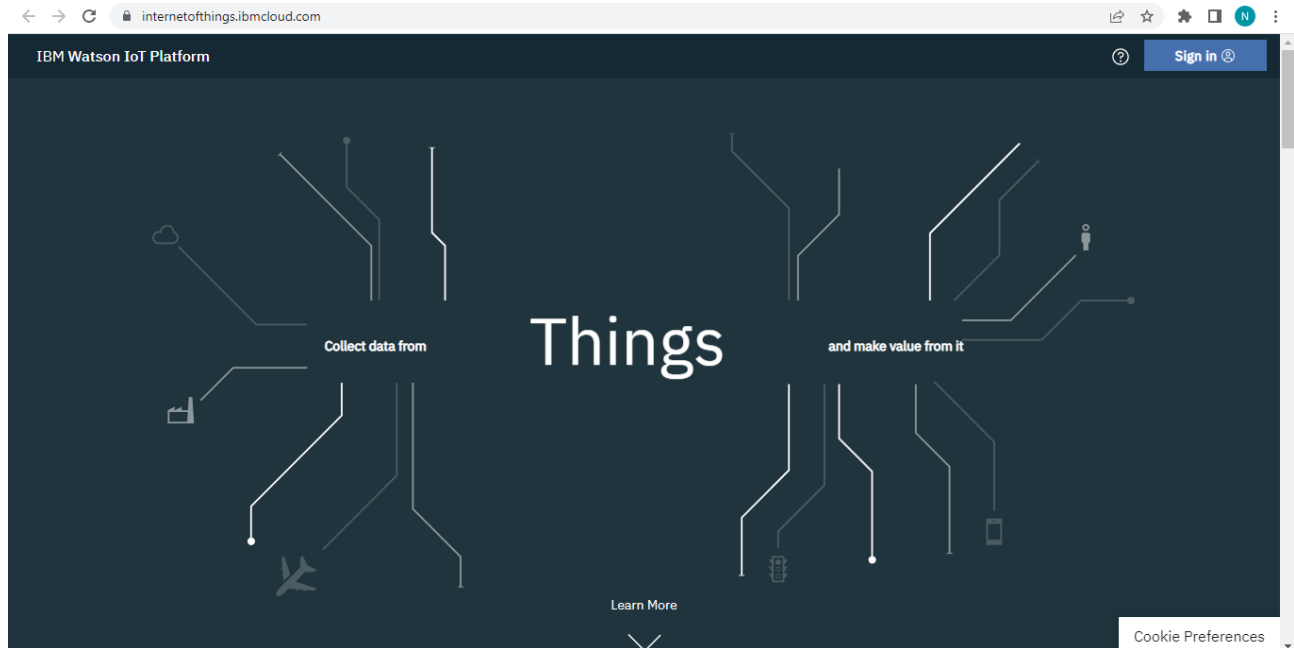 internetofthings.ibmcloud.com
N
IBM Watson IoT Platform
Sign in
Collect data from
Things
and make value from it
Learn More
Cookie Preferences